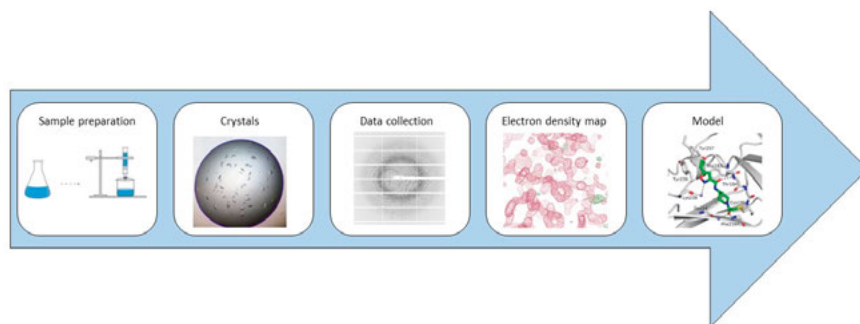 Sample preparation
Crystals
Data collection
Electron density map
Model